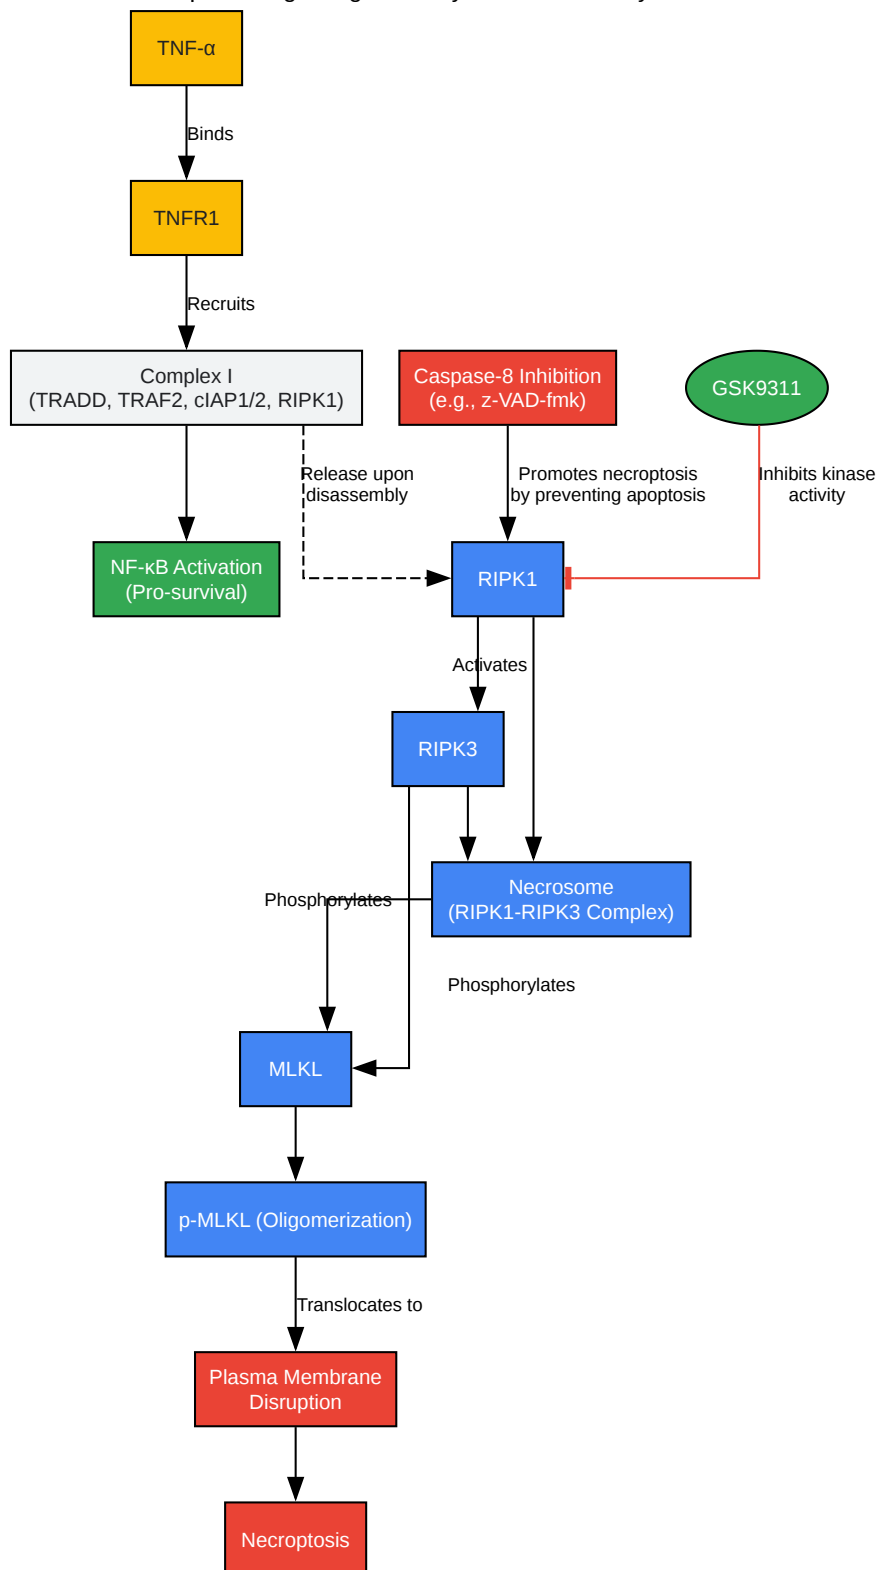 TNF-α
Binds
TNFR1
Recruits
Complex I
(TRADD, TRAF2, cIAP1/2, RIPK1)
Caspase-8 Inhibition
(e.g., z-VAD-fmk)
GSK9311
Release upon
disassembly
Promotes necroptosis
by preventing apoptosis
Inhibits kinase
activity
NF-κB Activation
(Pro-survival)
RIPK1
Activates
RIPK3
Necrosome
(RIPK1-RIPK3 Complex)
Phosphorylates
Phosphorylates
MLKL
p-MLKL (Oligomerization)
Translocates to
Plasma Membrane
Disruption
Necroptosis